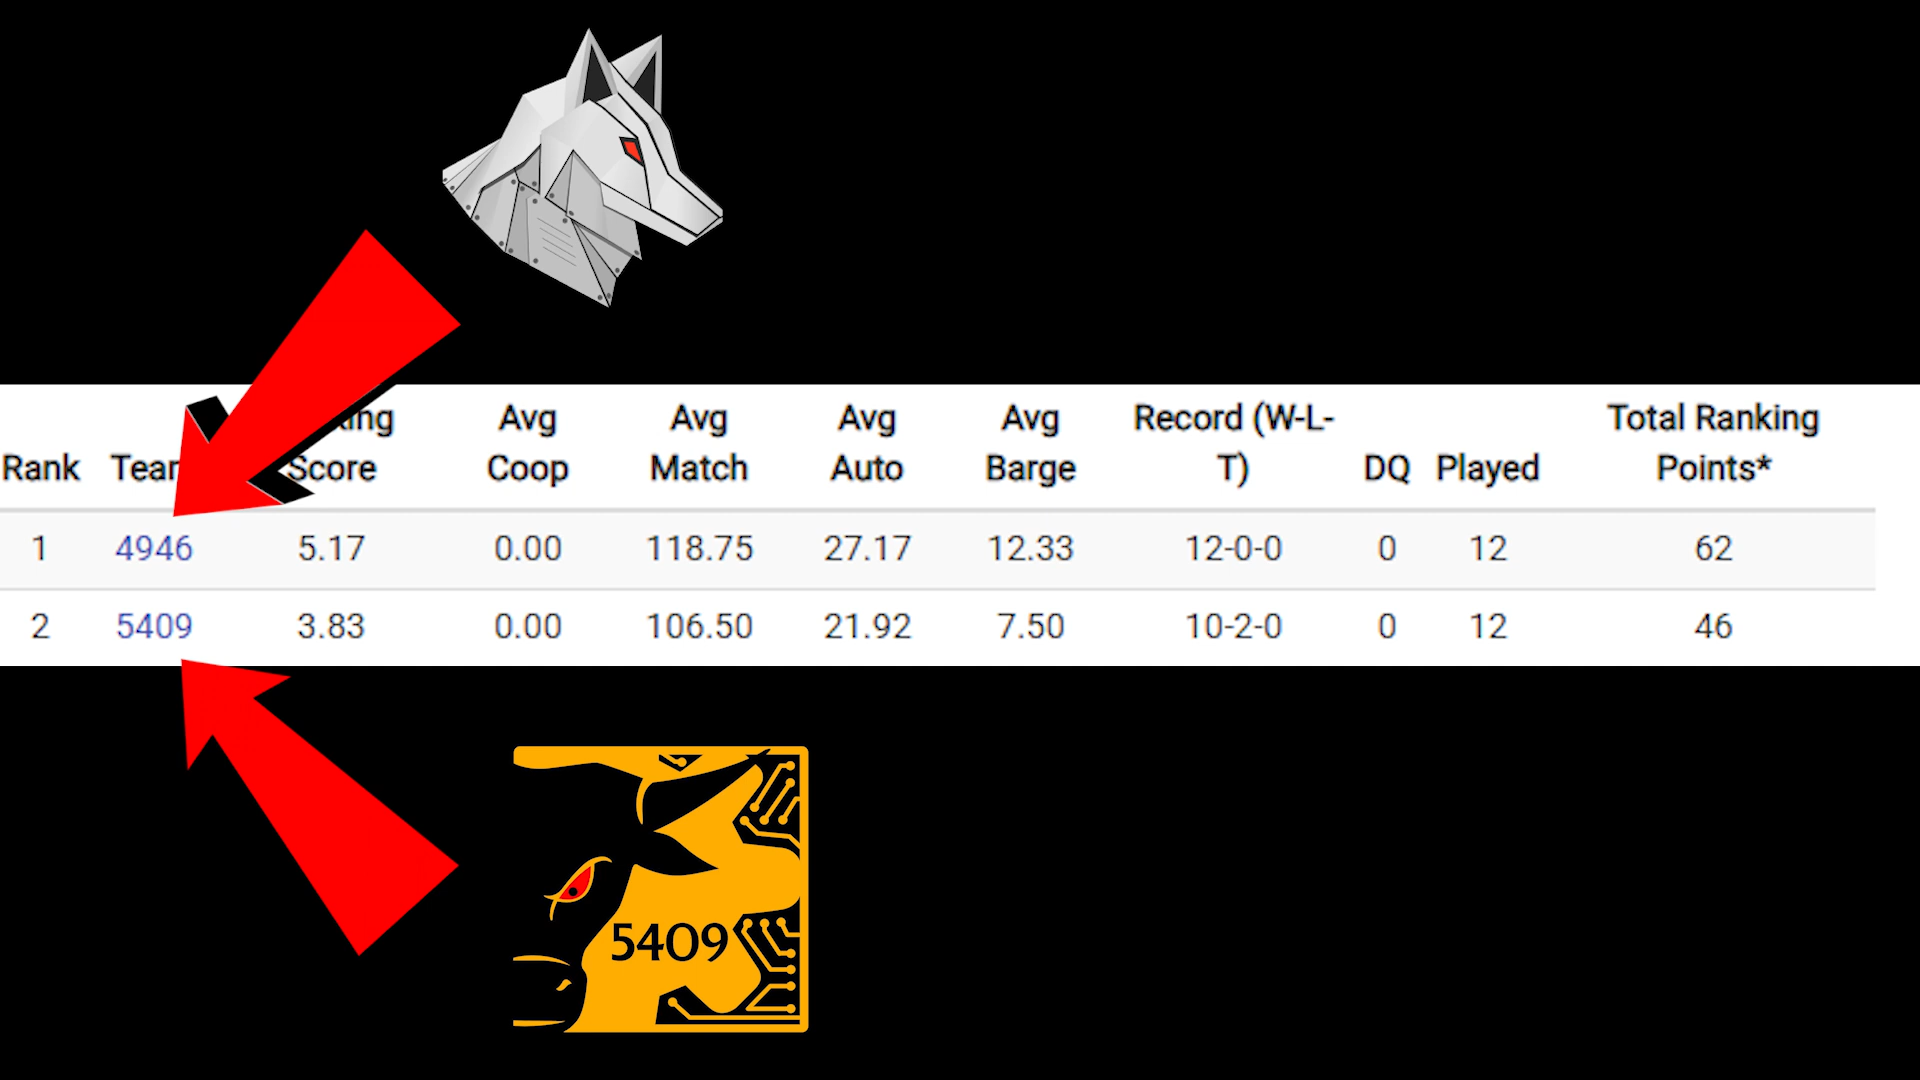 ing Avg Avg Avg Avg Record (W-L- Total Ranking
Rank Score Coop Match Auto Barge T) DQ Played Points*
1 4946 5.17 0.00 118.75 27.17 12.33 12-0-0 0 12 62
2 5409 3.83 0.00 106.50 21.92 7.50 10-2-0 0 12 46
5409